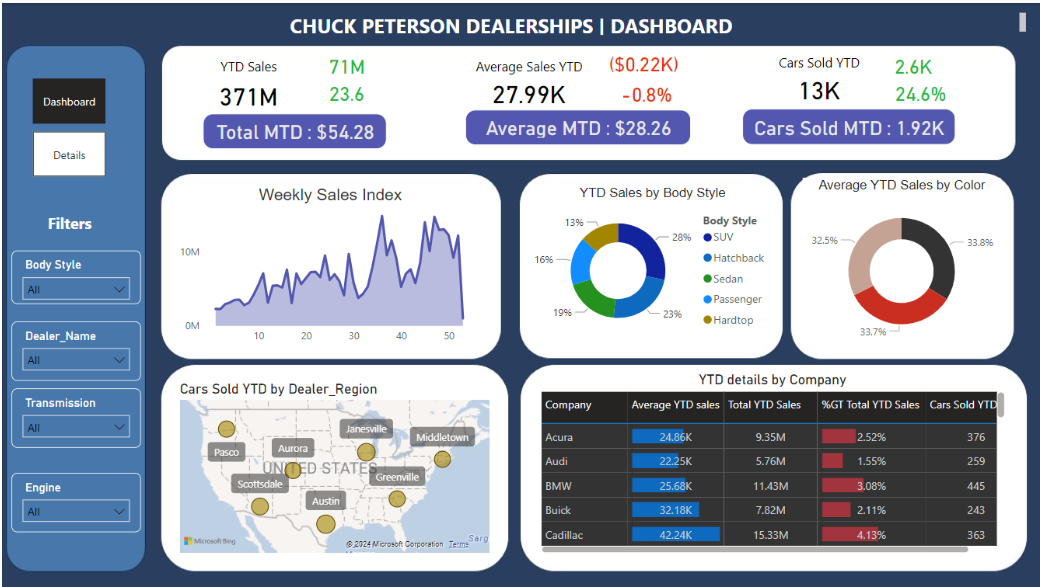 CHUCK PETERSON DEALERSHIPS | DASHBOARD
Dashboard
Details
Filters
Body Style
All
Dealer_Name
All
Transmission
All
Engine
All
YTD Sales
71M
371M
23.6
Total MTD : $54.28
Average Sales YTD
($0.22K)
27.99K
-0.8%
Average MTD : $28.26
Cars Sold YTD
2.6K
13K
24.6%
Cars Sold MTD : 1.92K
Weekly Sales Index
10M
0M
10 20 30 40 50
YTD Sales by Body Style
13%
28%
16%
19%
23%
Body Style
SUV
Hatchback
Sedan
Passenger
Hardtop
Average YTD Sales by Color
32.5%
33.8%
33.7%
Cars Sold YTD by Dealer_Region
Janesville
Middletown
Pasco
Aurora
UNITED STATES
Scottsdale
Greenville
Austin
Microsoft Bing
© 2024 Microsoft Corporation Terms
Sarg
YTD details by Company
Company Average YTD sales Total YTD Sales %GT Total YTD Sales Cars Sold YTD
Acura 24.86K 9.35M 2.52% 376
Audi 22.25K 5.76M 1.55% 259
BMW 25.68K 11.43M 3.08% 445
Buick 32.18K 7.82M 2.11% 243
Cadillac 42.24K 15.33M 4.13% 363